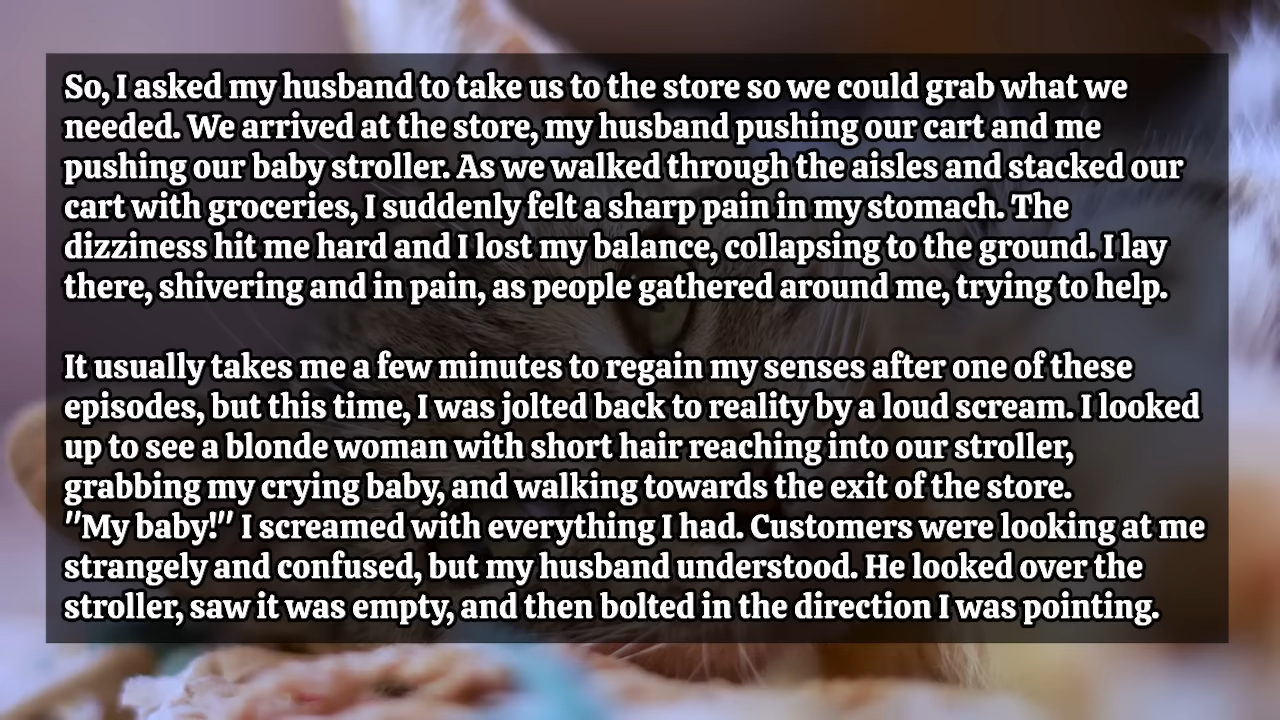 So, I asked my husband to take us to the store so we could grab what we
needed. We arrived at the store, my husband pushing our cart and me
pushing our baby stroller. As we walked through the aisles and stacked our
cart with groceries, I suddenly felt a sharp pain in my stomach. The
dizziness hit me hard and I lost my balance, collapsing to the ground. I lay
there, shivering and in pain, as people gathered around me, trying to help.
It usually takes me a few minutes to regain my senses after one of these
episodes, but this time, I was jolted back to reality by a loud scream. I looked
up to see a blonde woman with short hair reaching into our stroller,
grabbing my crying baby, and walking towards the exit of the store.
"My baby!" I screamed with everything I had. Customers were looking at me
strangely and confused, but my husband understood. He looked over the
stroller, saw it was empty, and then bolted in the direction I was pointing.